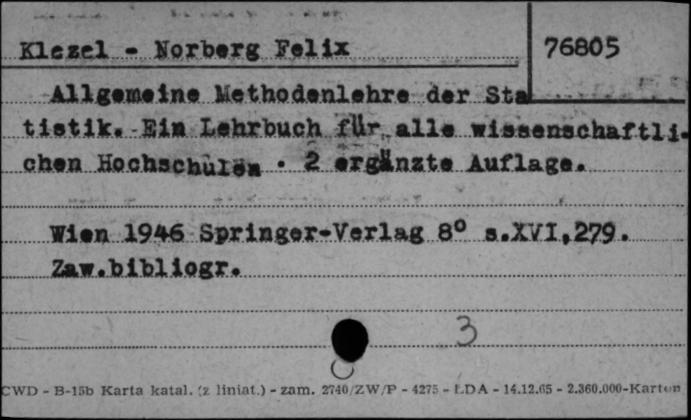 Klezel - Norberg Felix
76805
Allgemeine Methodenlehre der Sta
tistik. Ein Lehrbuch für alle wissenschaftli-
chen Hochschulen . 2 ergänzte Auflage.
Wien 1946 Springer-Verlag 8° s.XVI,279.
Zaw.bibliogr.
3
CWD - B-15b Karta katal. (z liniat.) - zam. 2740/ZW/P - 4275 - LDA - 14.12.65 - 2.360.000-Karton